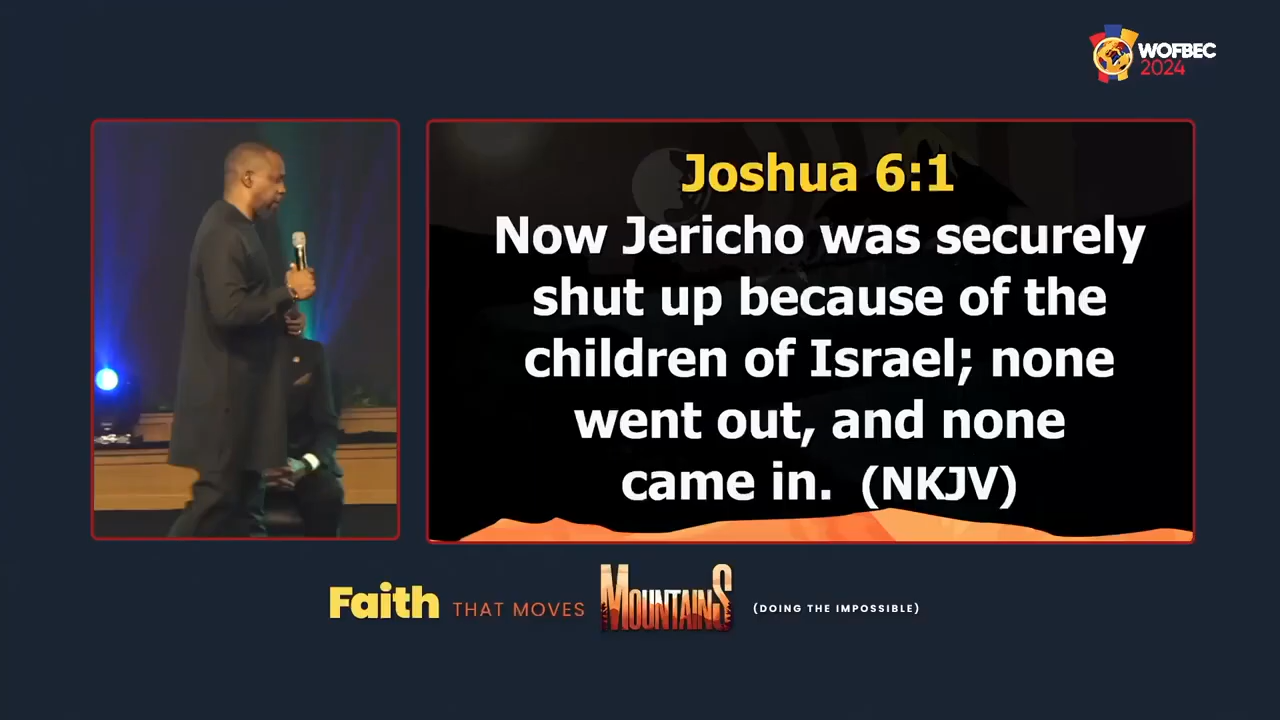 WOFBEC
2024
Joshua 6:1
Now Jericho was securely
shut up because of the
children of Israel; none
went out, and none
came in. (NKJV)
Faith THAT MOVES MOUNTAINS (DOING THE IMPOSSIBLE)